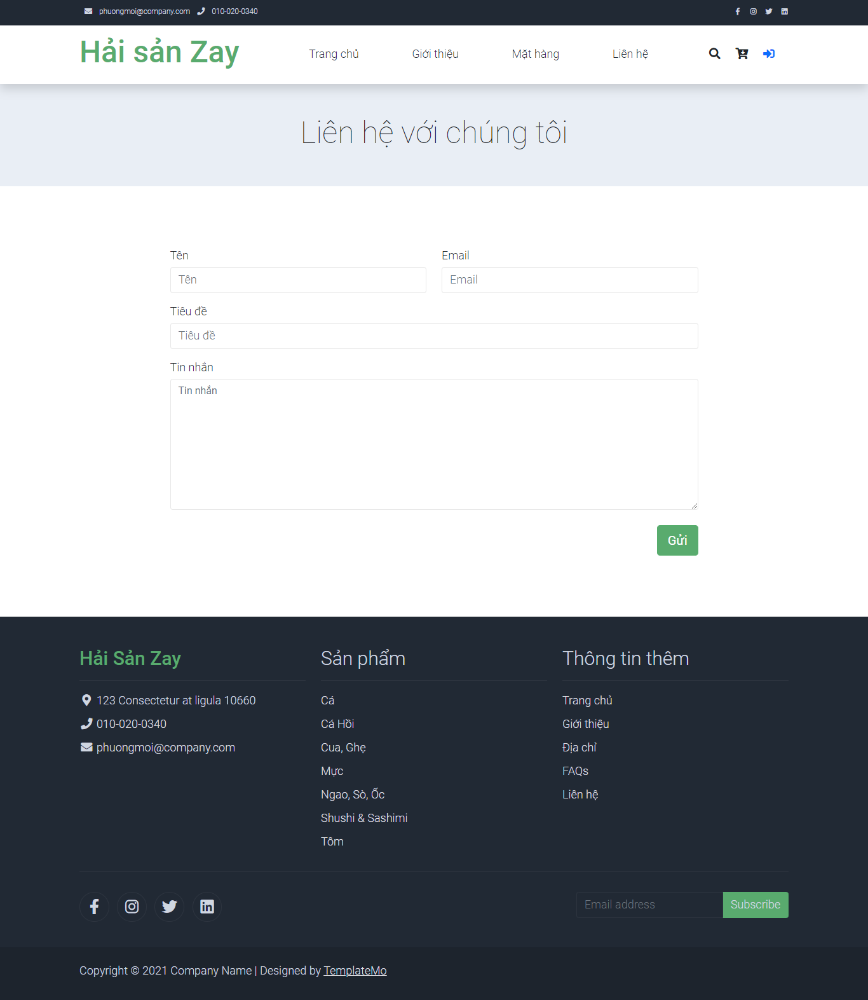 phuongmoi@company.com 010-020-0340
Hải sản Zay
Trang chủ
Giới thiệu
Mặt hàng
Liên hệ
Liên hệ với chúng tôi
Tên
Tên
Email
Email
Tiêu đề
Tiêu đề
Tin nhắn
Tin nhắn
Gửi
Hải Sản Zay
123 Consectetur at ligula 10660
010-020-0340
phuongmoi@company.com
Sản phẩm
Cá
Cá Hồi
Cua, Ghẹ
Mực
Ngao, Sò, Ốc
Shushi & Sashimi
Tôm
Thông tin thêm
Trang chủ
Giới thiệu
Địa chỉ
FAQs
Liên hệ
Email address
Subscribe
Copyright © 2021 Company Name | Designed by TemplateMo